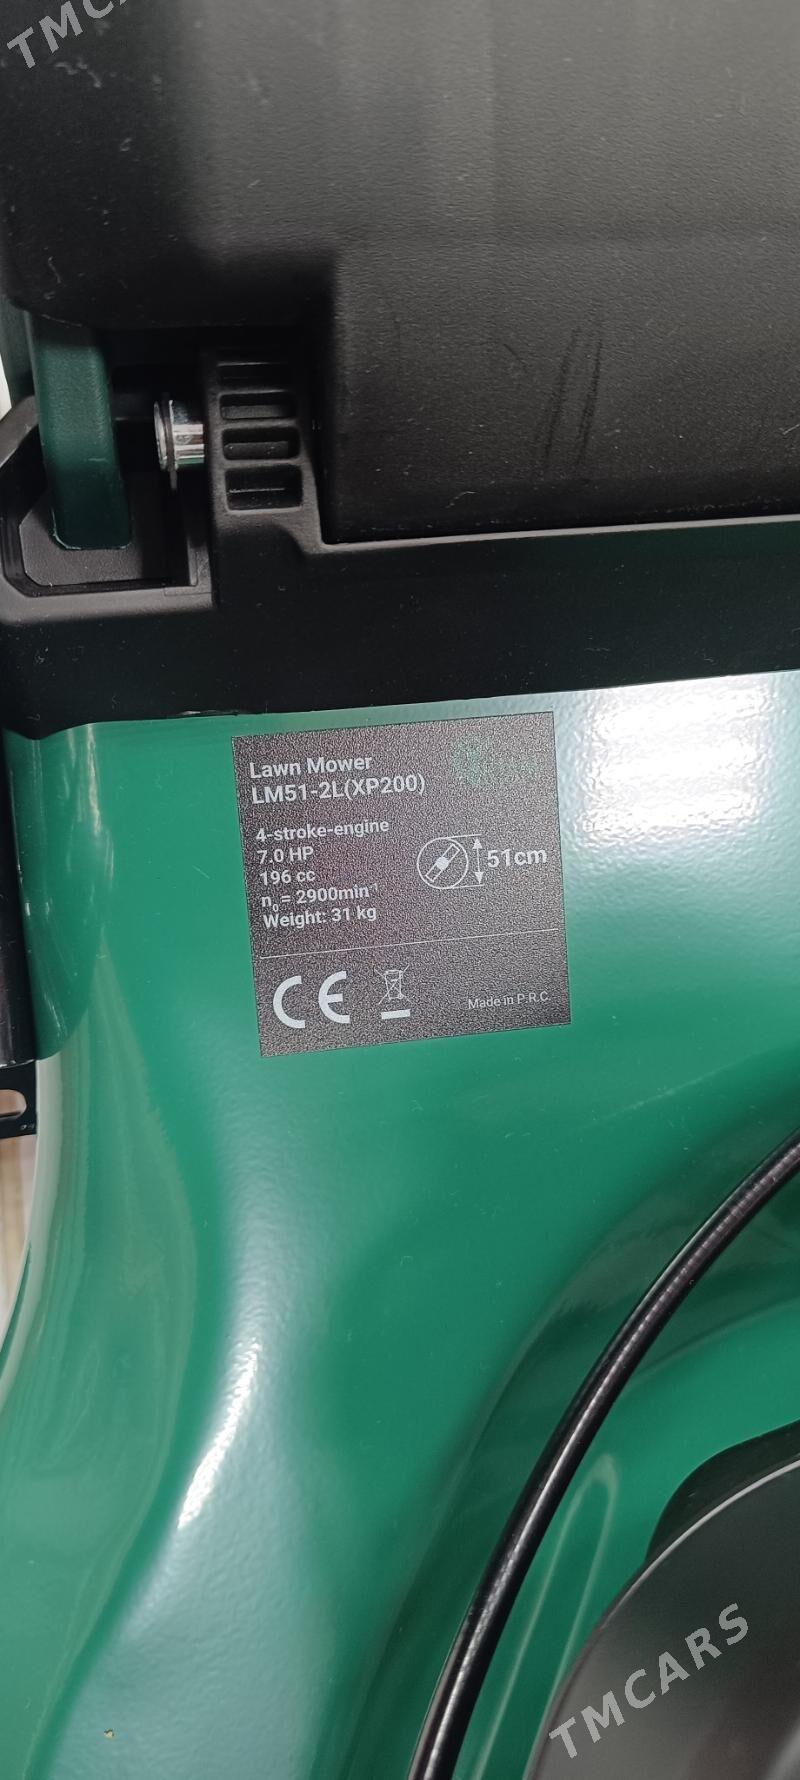 TMCARS
Lawn Mower
LM51-2L(XP200)
4-stroke-engine
7.0 HP
196 cc
n₀ = 2900min⁻¹
Weight: 31 kg
51cm
CE
Made in P.R.C.
TMCARS